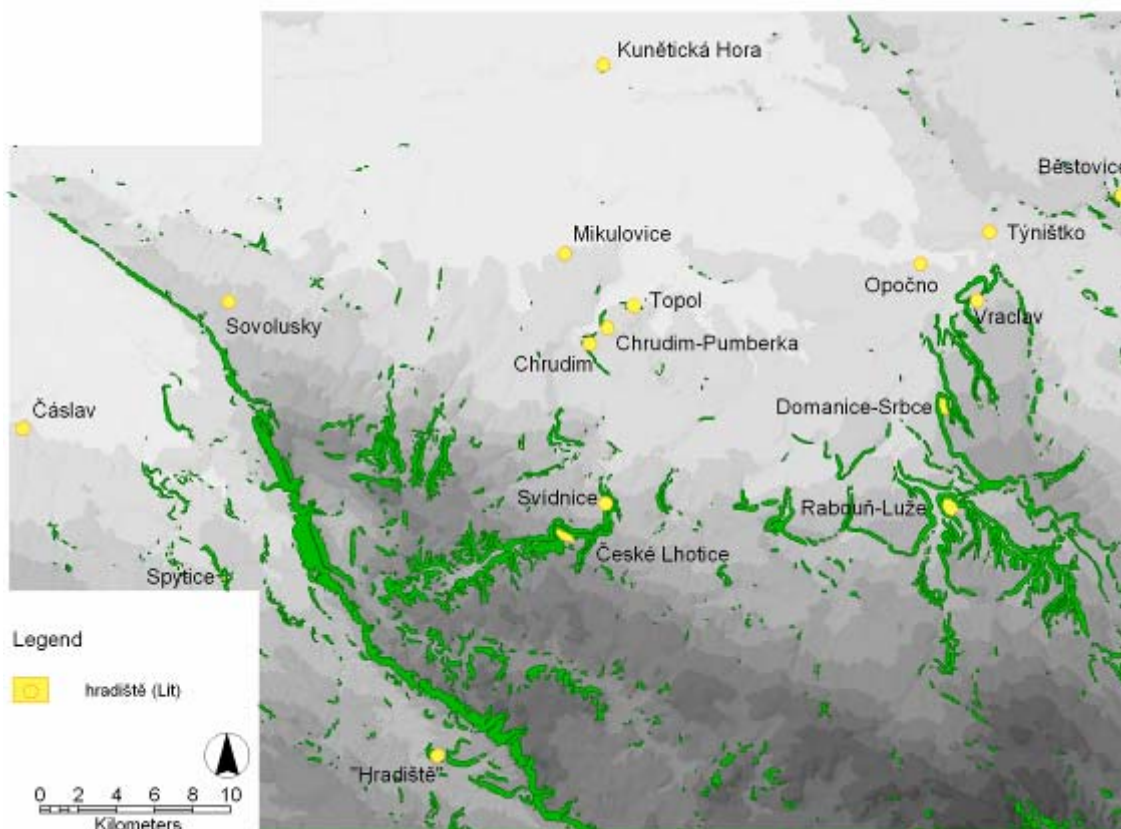 Kunětická Hora
Běstovice
Týništko
Mikulovice
Opočno
Topol
Sovolusky
Vraclav
Chrudim-Pumberka
Chrudim
Čáslav
Domanice-Srbce
Svídnice
Rabouň-Luže
České Lhotice
Spytice
Legend
hradiště (Lit)
"Hradiště"
0 2 4 6 8 10
Kilometers